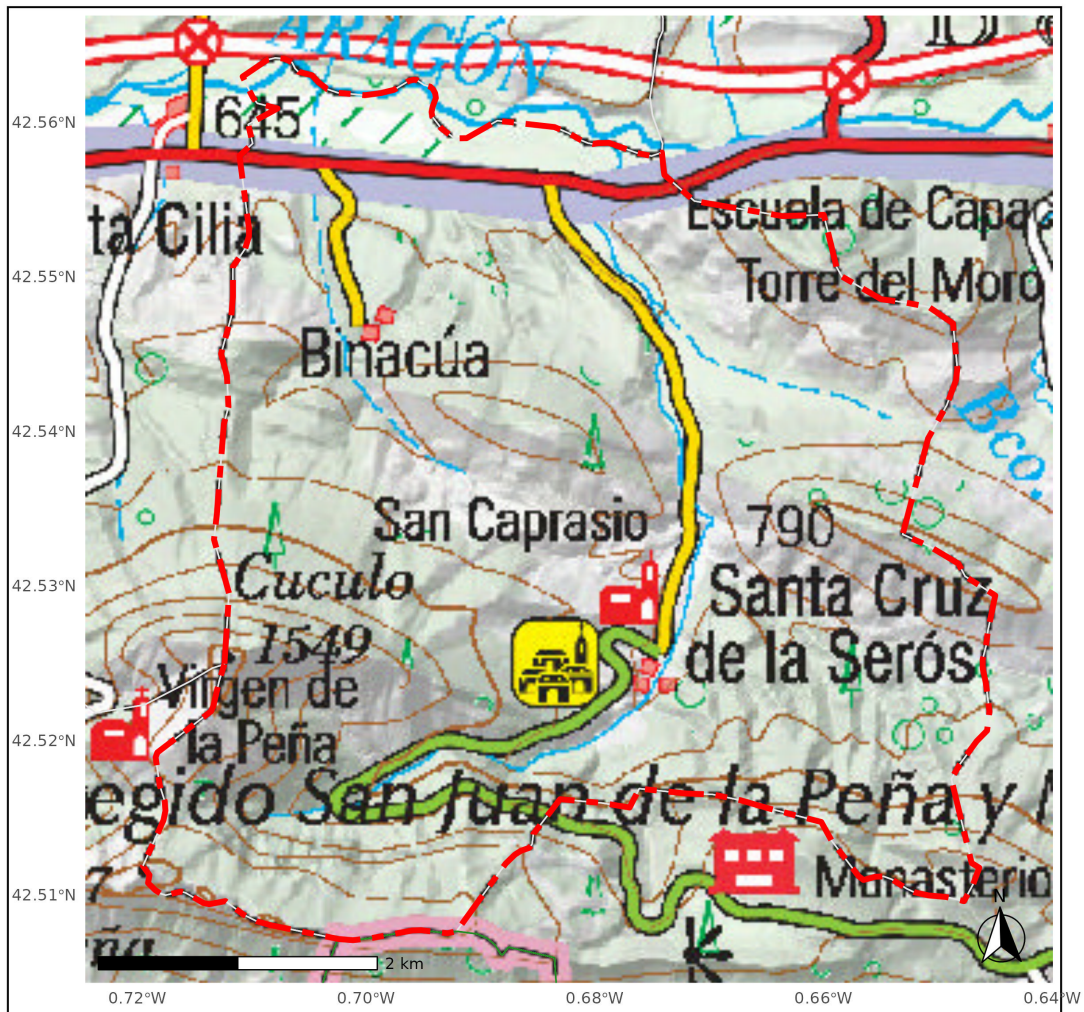 ARAGÓN
D
645
42.56°N
ta Cilia
Escuela de Capac
Torre del Moro
42.55°N
Binacúa
42.54°N
Bco.
San Caprasio
790
42.53°N
Cuculo
Santa Cruz
1549
de la Serós
Virgen de
42.52°N
la Peña
egido San Juan de la Peña y
7
Monasterio
42.51°N
N
ña
2 km
0.72°W
0.70°W
0.68°W
0.66°W
0.64°W